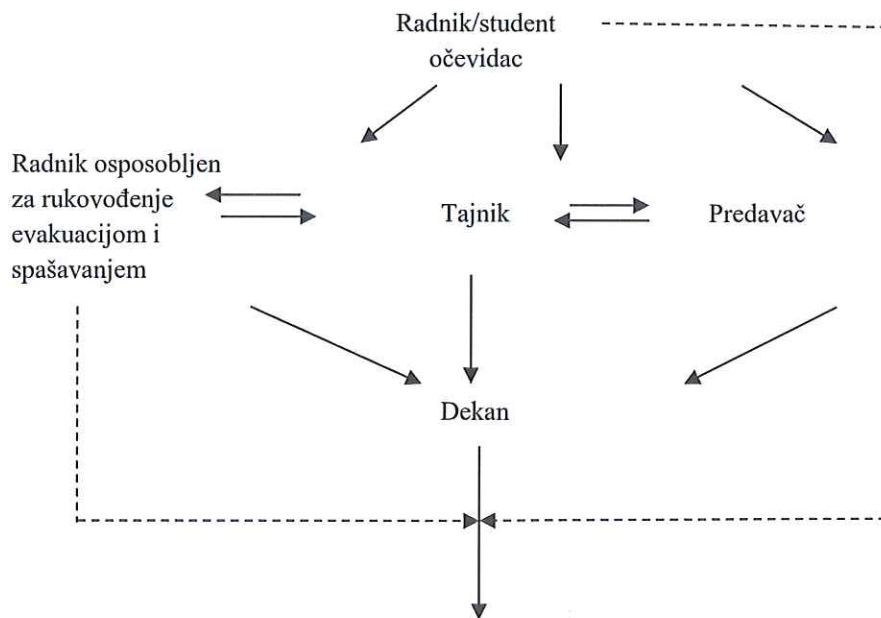 Radnik/student
očevidac
Radnik osposobljen
za rukovođenje
evakuacijom i
spašavanjem
Tajnik
Predavač
Dekan